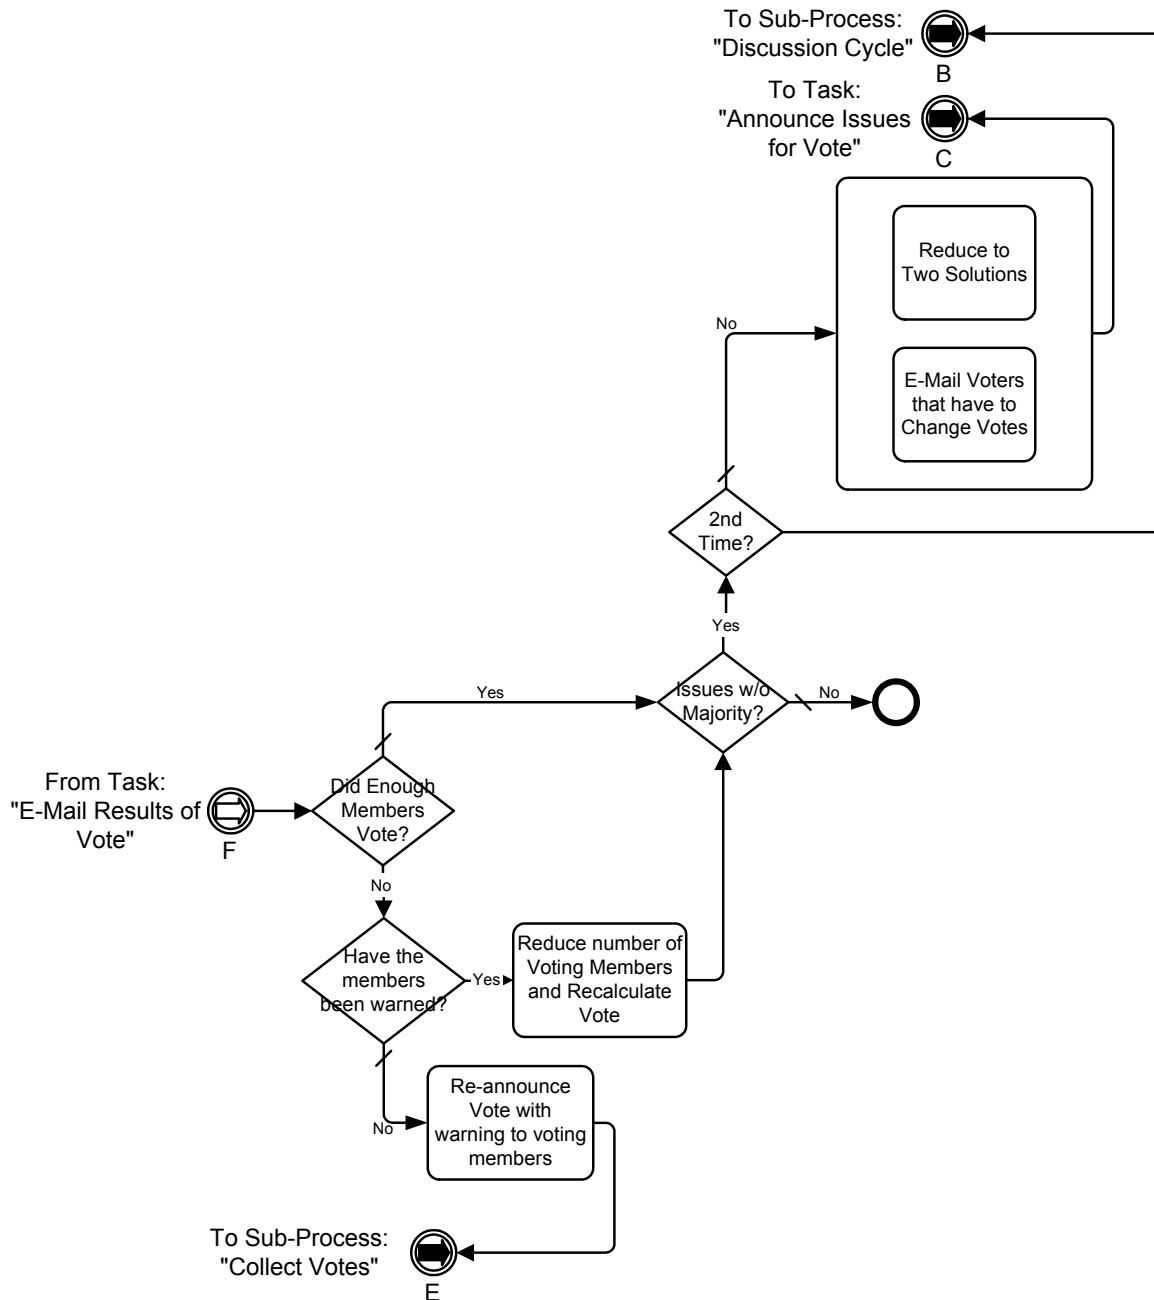 To Sub-Process:
"Discussion Cycle"
B
To Task:
"Announce Issues
for Vote"
C
Reduce to
Two Solutions
No
E-Mail Voters
that have to
Change Votes
2nd
Time?
Yes
Issues w/o
Majority?
No
Yes
Did Enough
Members
Vote?
From Task:
"E-Mail Results of
Vote"
F
No
Have the
members
been warned?
Yes
Reduce number of
Voting Members
and Recalculate
Vote
No
Re-announce
Vote with
warning to voting
members
To Sub-Process:
"Collect Votes"
E